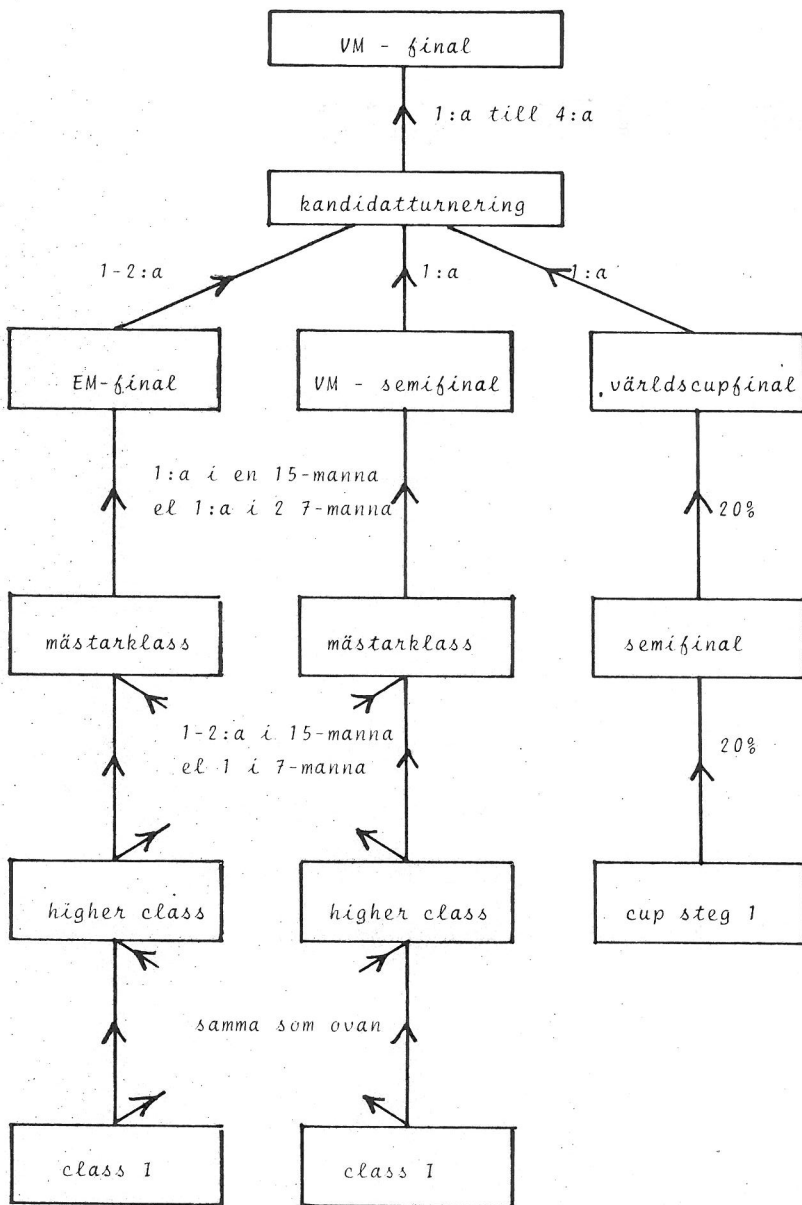 VM - final
1:a till 4:a
kandidatturnering
1-2:a
1:a
1:a
EM-final
VM - semifinal
världscupfinal
1:a i en 15-manna
el 1:a i 2 7-manna
20%
mästarklass
mästarklass
semifinal
1-2:a i 15-manna
el 1 i 7-manna
20%
higher class
higher class
cup steg 1
samma som ovan
class I
class I